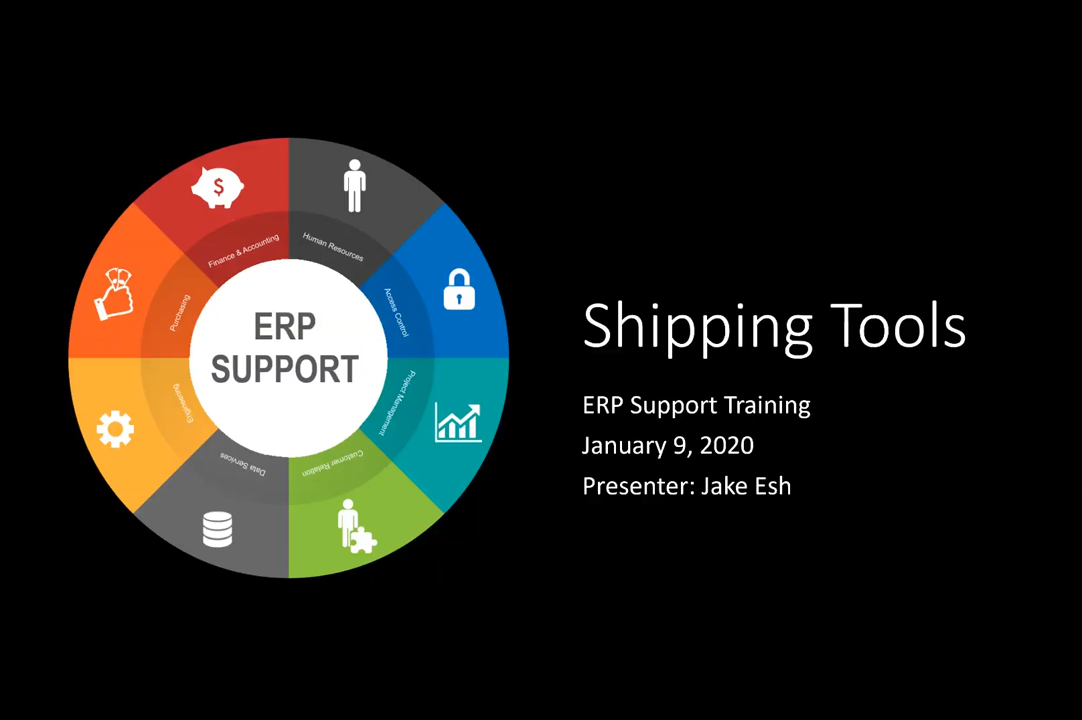 $
Finance & Accounting
Human Resources
Purchasing
Access Control
ERP
SUPPORT
Engineering
Project Management
Data Services
Customer Relation
Shipping Tools
ERP Support Training
January 9, 2020
Presenter: Jake Esh